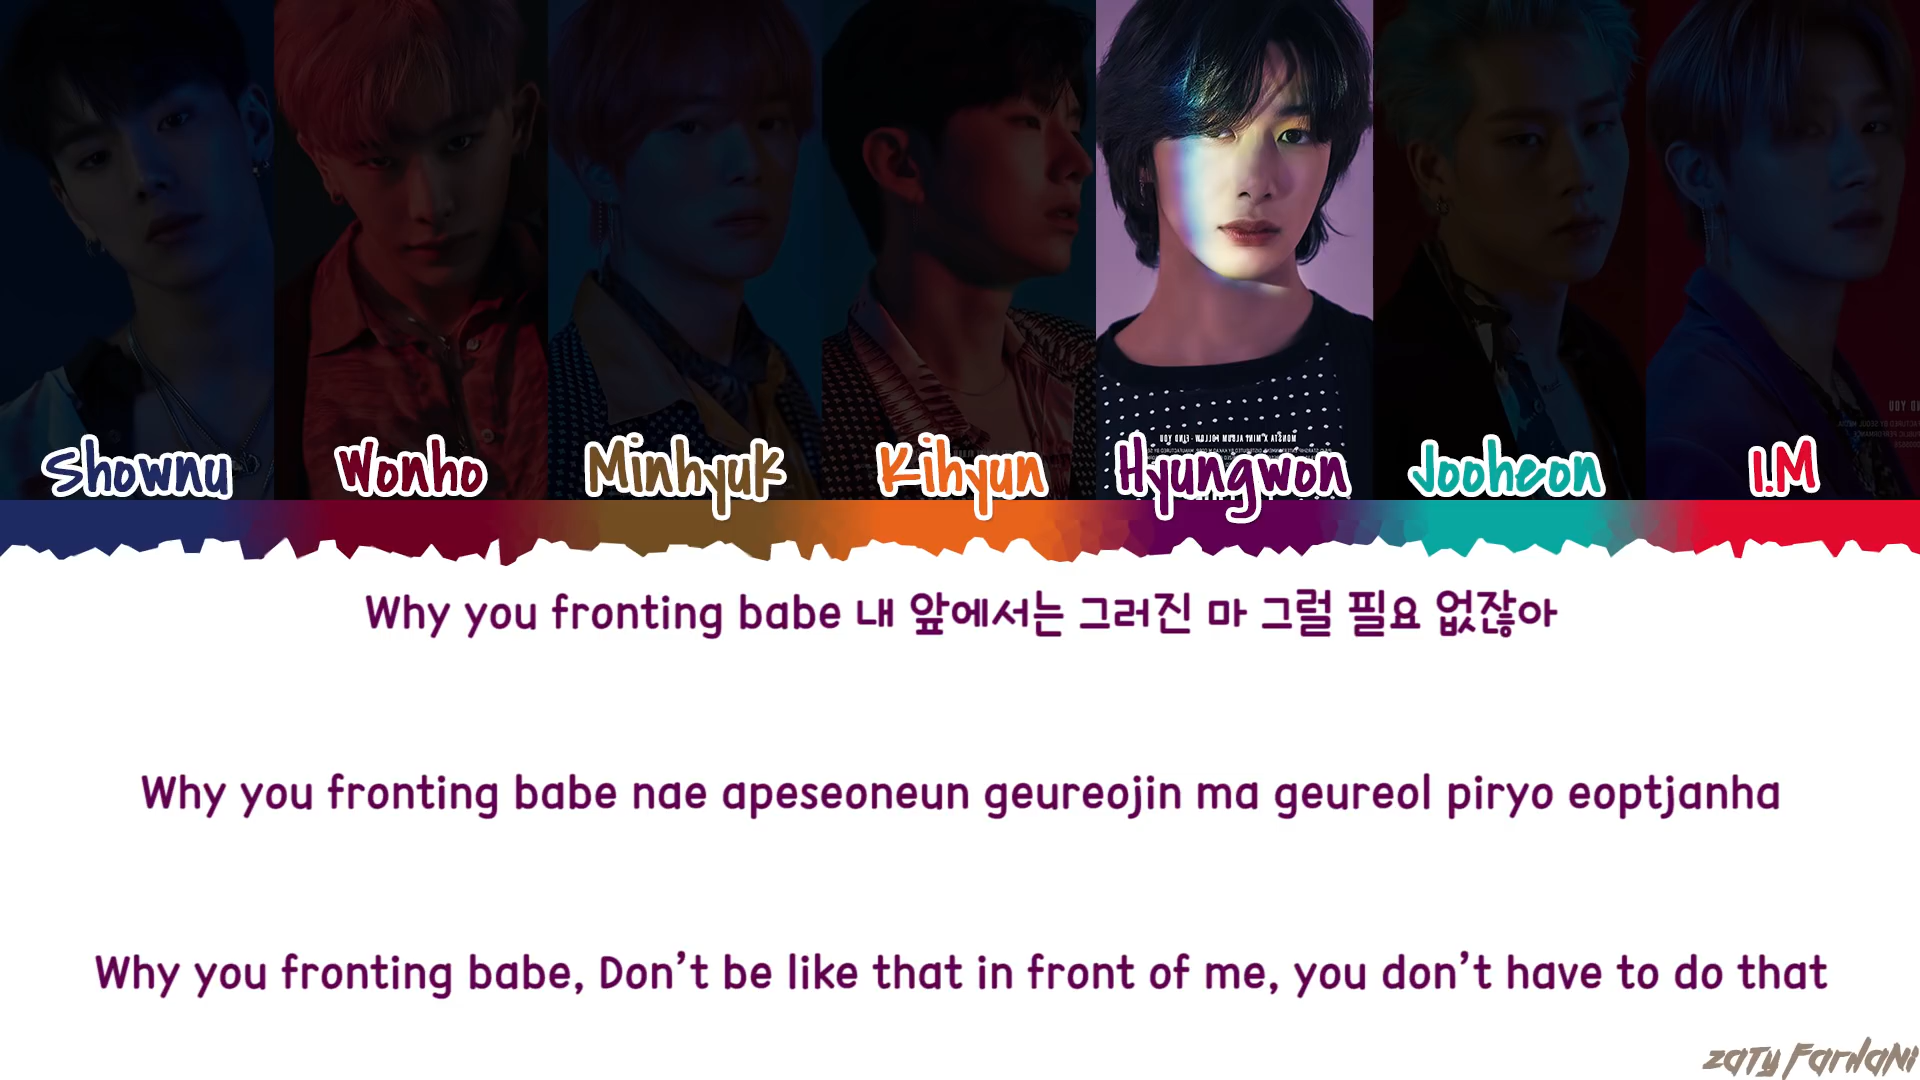 Shownu Wonho Minhyuk Kihyun Hyungwon Jooheon I.M
Why you fronting babe 내 앞에서는 그러진 마 그럴 필요 없잖아
Why you fronting babe nae apeseoneun geureojin ma geureol piryo eoptjanha
Why you fronting babe, Don't be like that in front of me, you don't have to do that
Zaty Farhani